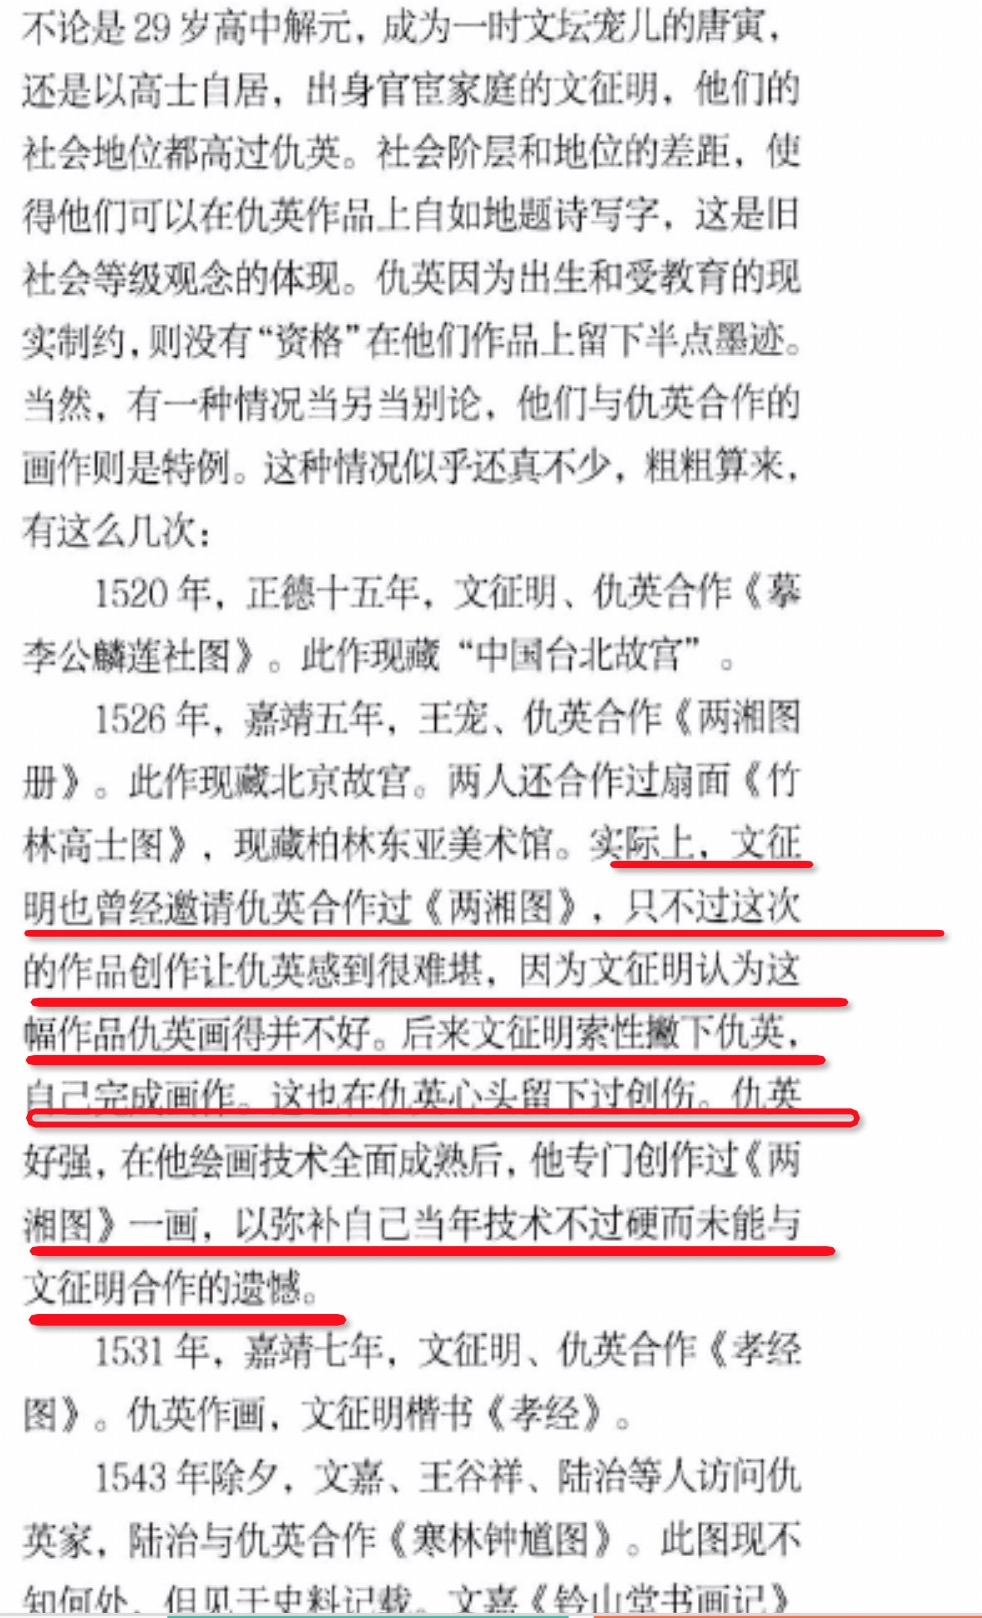 不论是29岁高中解元，成为一时文坛宠儿的唐寅，
还是以高士自居，出身官宦家庭的文征明，他们的
社会地位都高过仇英。社会阶层和地位的差距，使
得他们可以在仇英作品上自如地题诗写字，这是旧
社会等级观念的体现。仇英因为出生和受教育的现
实制约，则没有“资格”在他们作品上留下半点墨迹。
当然，有一种情况当另当别论，他们与仇英合作的
画作则是特例。这种情况似乎还真不少，粗粗算来，
有这么几次：
1520年，正德十五年，文征明、仇英合作《摹
李公麟莲社图》。此作现藏“中国台北故宫”。
1526年，嘉靖五年，王宠、仇英合作《两湘图
册》。此作现藏北京故宫。两人还合作过扇面《竹
林高士图》，现藏柏林东亚美术馆。实际上，文征
明也曾经邀请仇英合作过《两湘图》，只不过这次
的作品创作让仇英感到很难堪，因为文征明认为这
幅作品仇英画得并不好。后来文征明索性撇下仇英，
自己完成画作。这也在仇英心头留下过创伤。仇英
好强，在他绘画技术全面成熟后，他专门创作过《两
湘图》一画，以弥补自己当年技术不过硬而未能与
文征明合作的遗憾。
1531年，嘉靖七年，文征明、仇英合作《孝经
图》。仇英作画，文征明楷书《孝经》。
1543年除夕，文嘉、王谷祥、陆治等人访问仇
英家，陆治与仇英合作《寒林钟馗图》。此图现不
知何处，但见于史料记载。文嘉《钤山堂书画记》